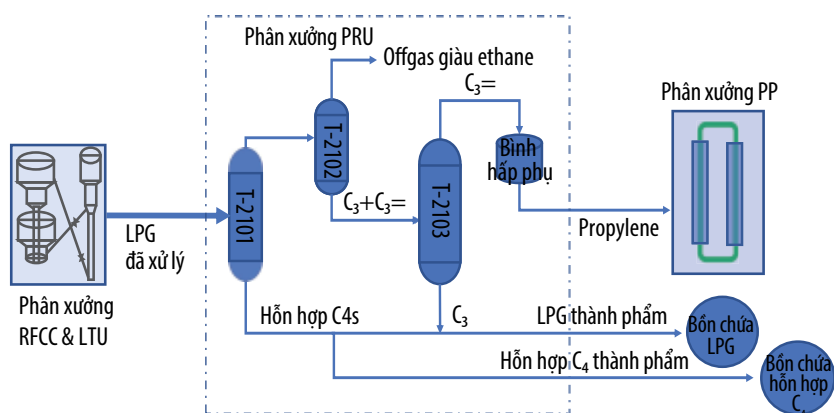 Phân xưởng PRU
Offgas giàu ethane
C₃=
Phân xưởng PP
T-2102
Bình
hấp phụ
T-2101
T-2103
C₃+C₃=
LPG
đã xử lý
Propylene
Phân xưởng
RFCC & LTU
Hỗn hợp C4s
C₃
LPG thành phẩm
Bồn chứa
LPG
Hỗn hợp C₄ thành phẩm
Bồn chứa
hỗn hợp
C₄